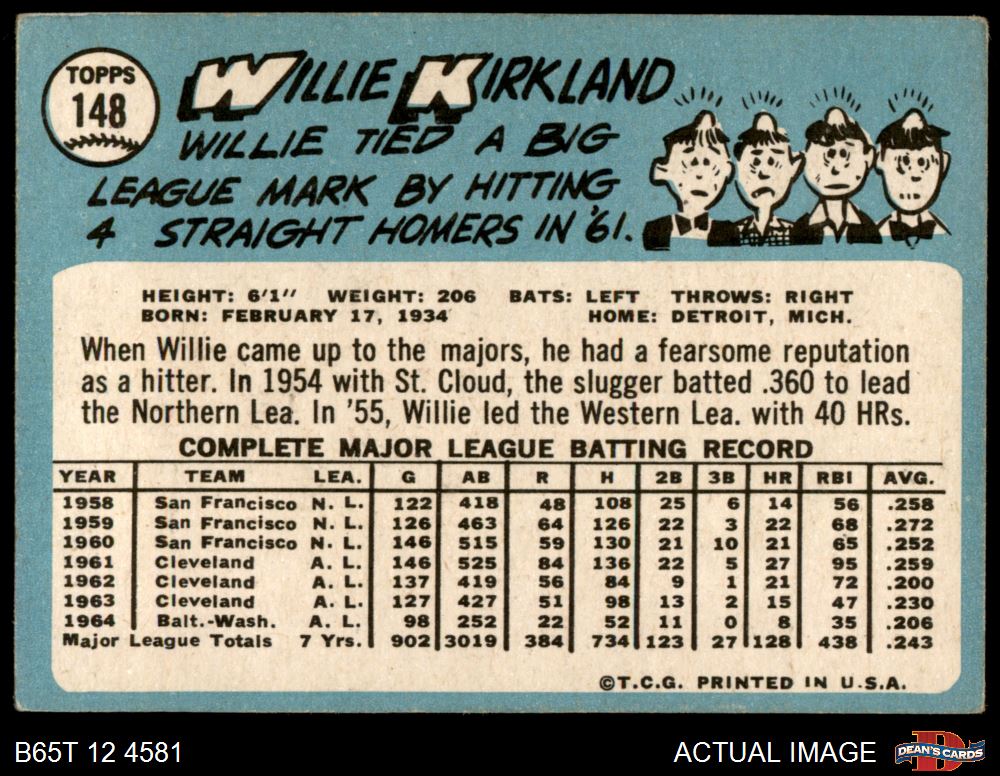 TOPPS
148
WILLIE KIRKLAND
WILLIE TIED A BIG
LEAGUE MARK BY HITTING
4 STRAIGHT HOMERS IN '61.
HEIGHT: 6'1" WEIGHT: 206 BATS: LEFT THROWS: RIGHT
BORN: FEBRUARY 17, 1934 HOME: DETROIT, MICH.
When Willie came up to the majors, he had a fearsome reputation
as a hitter. In 1954 with St. Cloud, the slugger batted .360 to lead
the Northern Lea. In '55, Willie led the Western Lea. with 40 HRs.
COMPLETE MAJOR LEAGUE BATTING RECORD
YEAR TEAM LEA. G AB R H 2B 3B HR RBI AVG.
1958 San Francisco N. L. 122 418 48 108 25 6 14 56 .258
1959 San Francisco N. L. 126 463 64 126 22 3 22 68 .272
1960 San Francisco N. L. 146 515 59 130 21 10 21 65 .252
1961 Cleveland A. L. 146 525 84 136 22 5 27 95 .259
1962 Cleveland A. L. 137 419 56 84 9 1 21 72 .200
1963 Cleveland A. L. 127 427 51 98 13 2 15 47 .230
1964 Balt.-Wash. A. L. 98 252 22 52 11 0 8 35 .206
Major League Totals 7 Yrs. 902 3019 384 734 123 27 128 438 .243
©T.C.G. PRINTED IN U.S.A.
B65T 12 4581 ACTUAL IMAGE DEAN'S CARDS